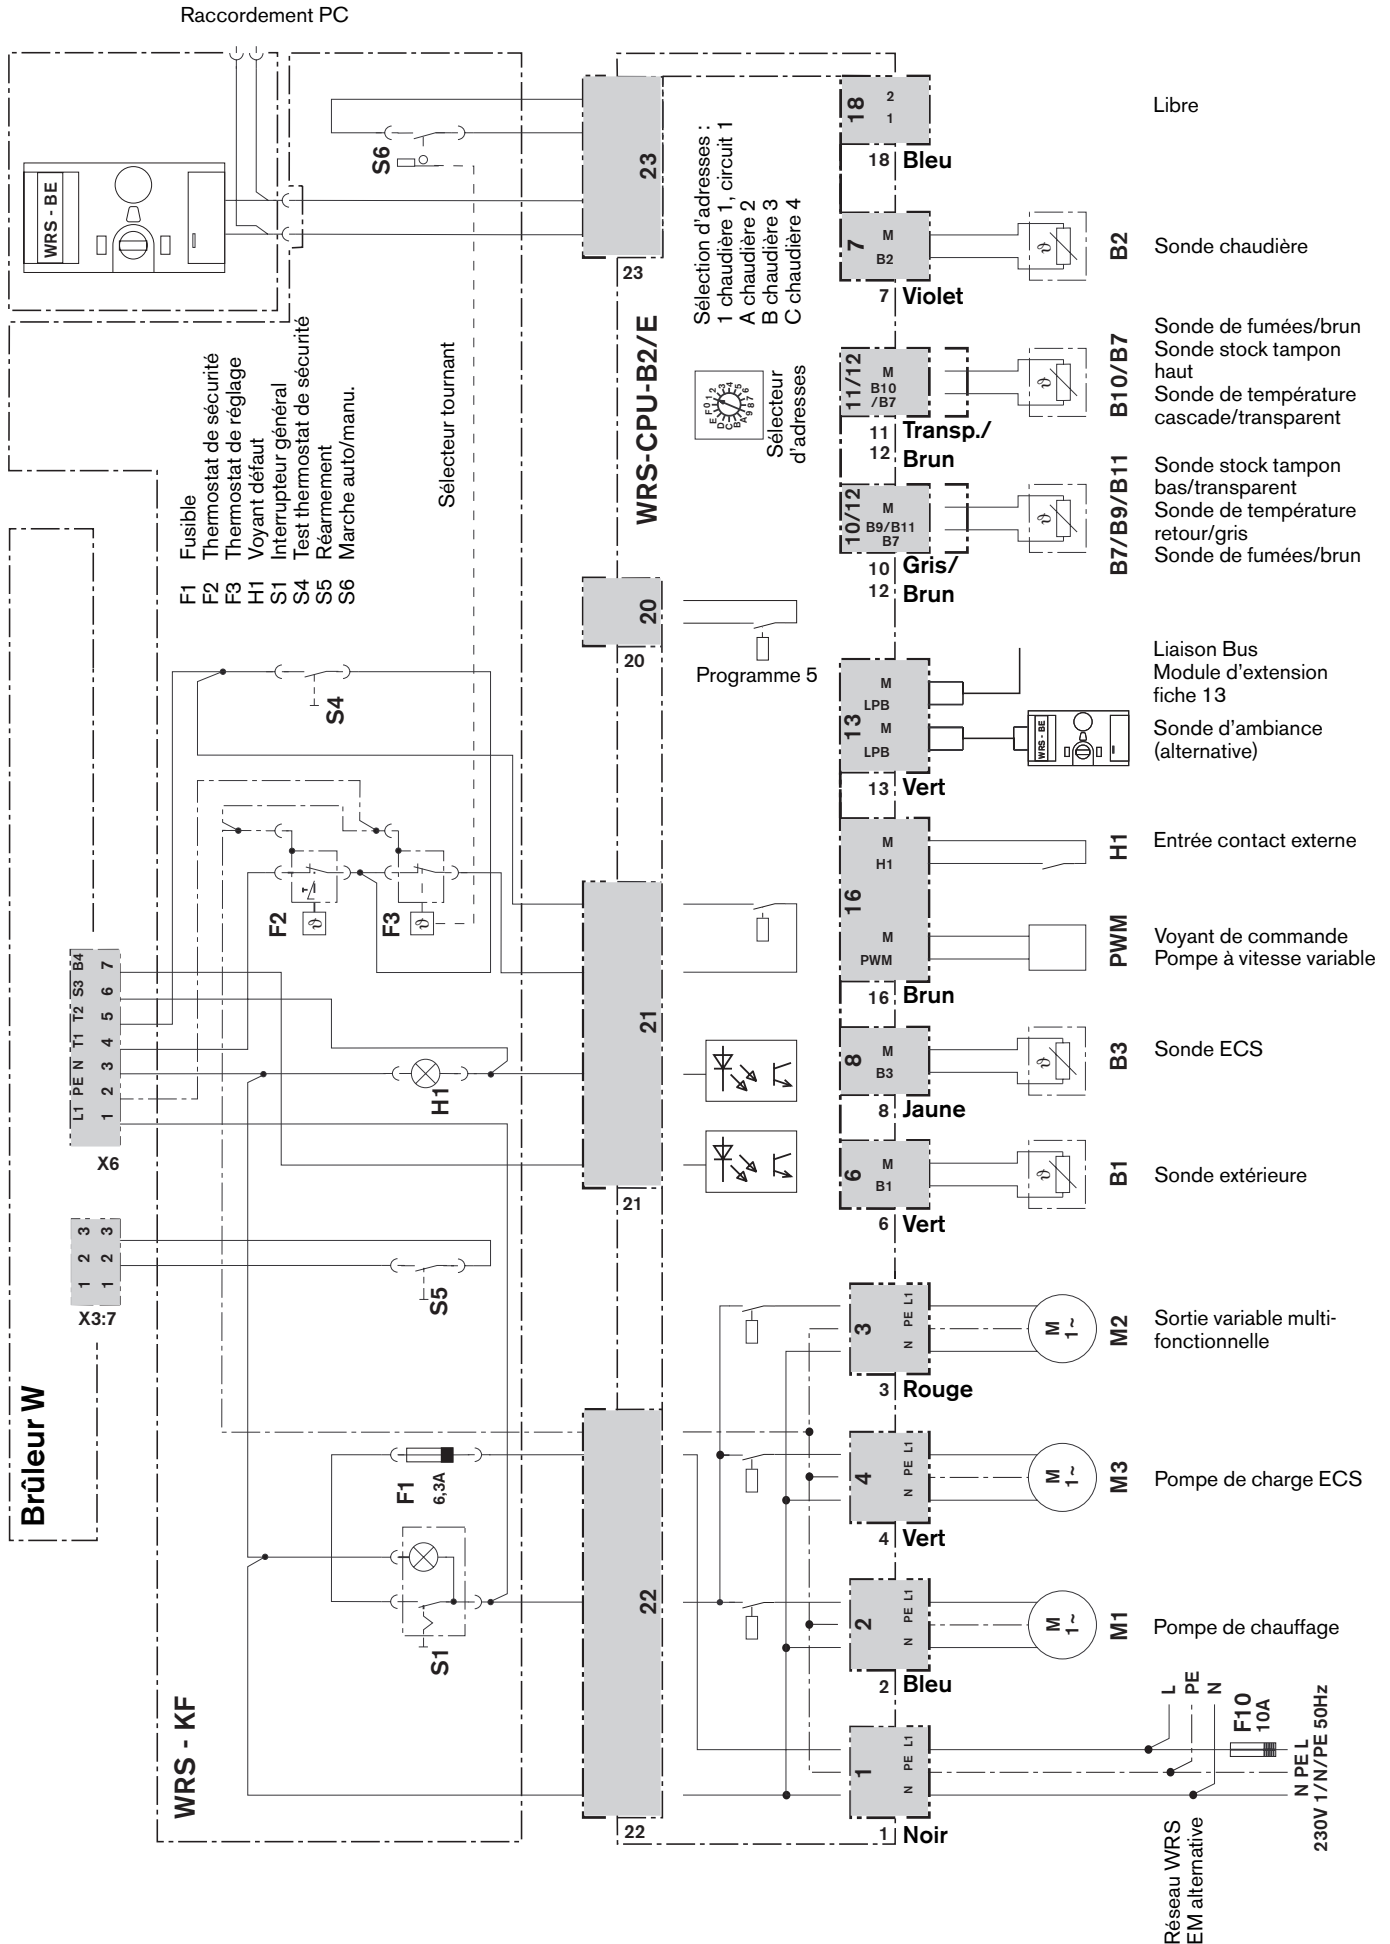 Raccordement PC
WRS - BE
S6
23
23
Sélection d'adresses :
1 chaudière 1, circuit 1
A chaudière 2
B chaudière 3
C chaudière 4
Sélecteur
d'adresses
0 1 2 3 4 5 6 7 8 9 A B C D E F
F1 Fusible
F2 Thermostat de sécurité
F3 Thermostat de réglage
H1 Voyant défaut
S1 Interrupteur général
S4 Test thermostat de sécurité
S5 Réarmement
S6 Marche auto/manu.
Sélecteur tournant
WRS-CPU-B2/E
20
20
Programme 5
S4
F2
F3
ϑ
ϑ
L1 PE N T1 T2 S3 B4
1 2 3 4 5 6 7
X6
H1
21
21
1 2 3
1 2 3
X3:7
S5
Brûleur W
F1
6,3A
S1
WRS - KF
22
22
18
1 2
18 Bleu
Libre
7
M
B2
7 Violet
ϑ
B2
Sonde chaudière
11/12
M
B10
/B7
11 Transp./
12 Brun
ϑ
B10/B7
Sonde de fumées/brun
Sonde stock tampon
haut
Sonde de température
cascade/transparent
10/12
M
B9/B11
B7
10 Gris/
12 Brun
ϑ
B7/B9/B11
Sonde stock tampon
bas/transparent
Sonde de température
retour/gris
Sonde de fumées/brun
13
M
LPB
M
LPB
13 Vert
WRS - BE
Liaison Bus
Module d'extension
fiche 13
Sonde d'ambiance
(alternative)
16
M
H1
M
PWM
16 Brun
H1
Entrée contact externe
PWM
Voyant de commande
Pompe à vitesse variable
8
M
B3
8 Jaune
ϑ
B3
Sonde ECS
6
M
B1
6 Vert
ϑ
B1
Sonde extérieure
3
N PE L1
3 Rouge
M
1~
M2
Sortie variable multi-
fonctionnelle
4
N PE L1
4 Vert
M
1~
M3
Pompe de charge ECS
2
N PE L1
2 Bleu
M
1~
M1
Pompe de chauffage
1
N PE L1
1 Noir
L
PE
N
F10
10A
N PE L
230V 1/N/PE 50Hz
Réseau WRS
EM alternative